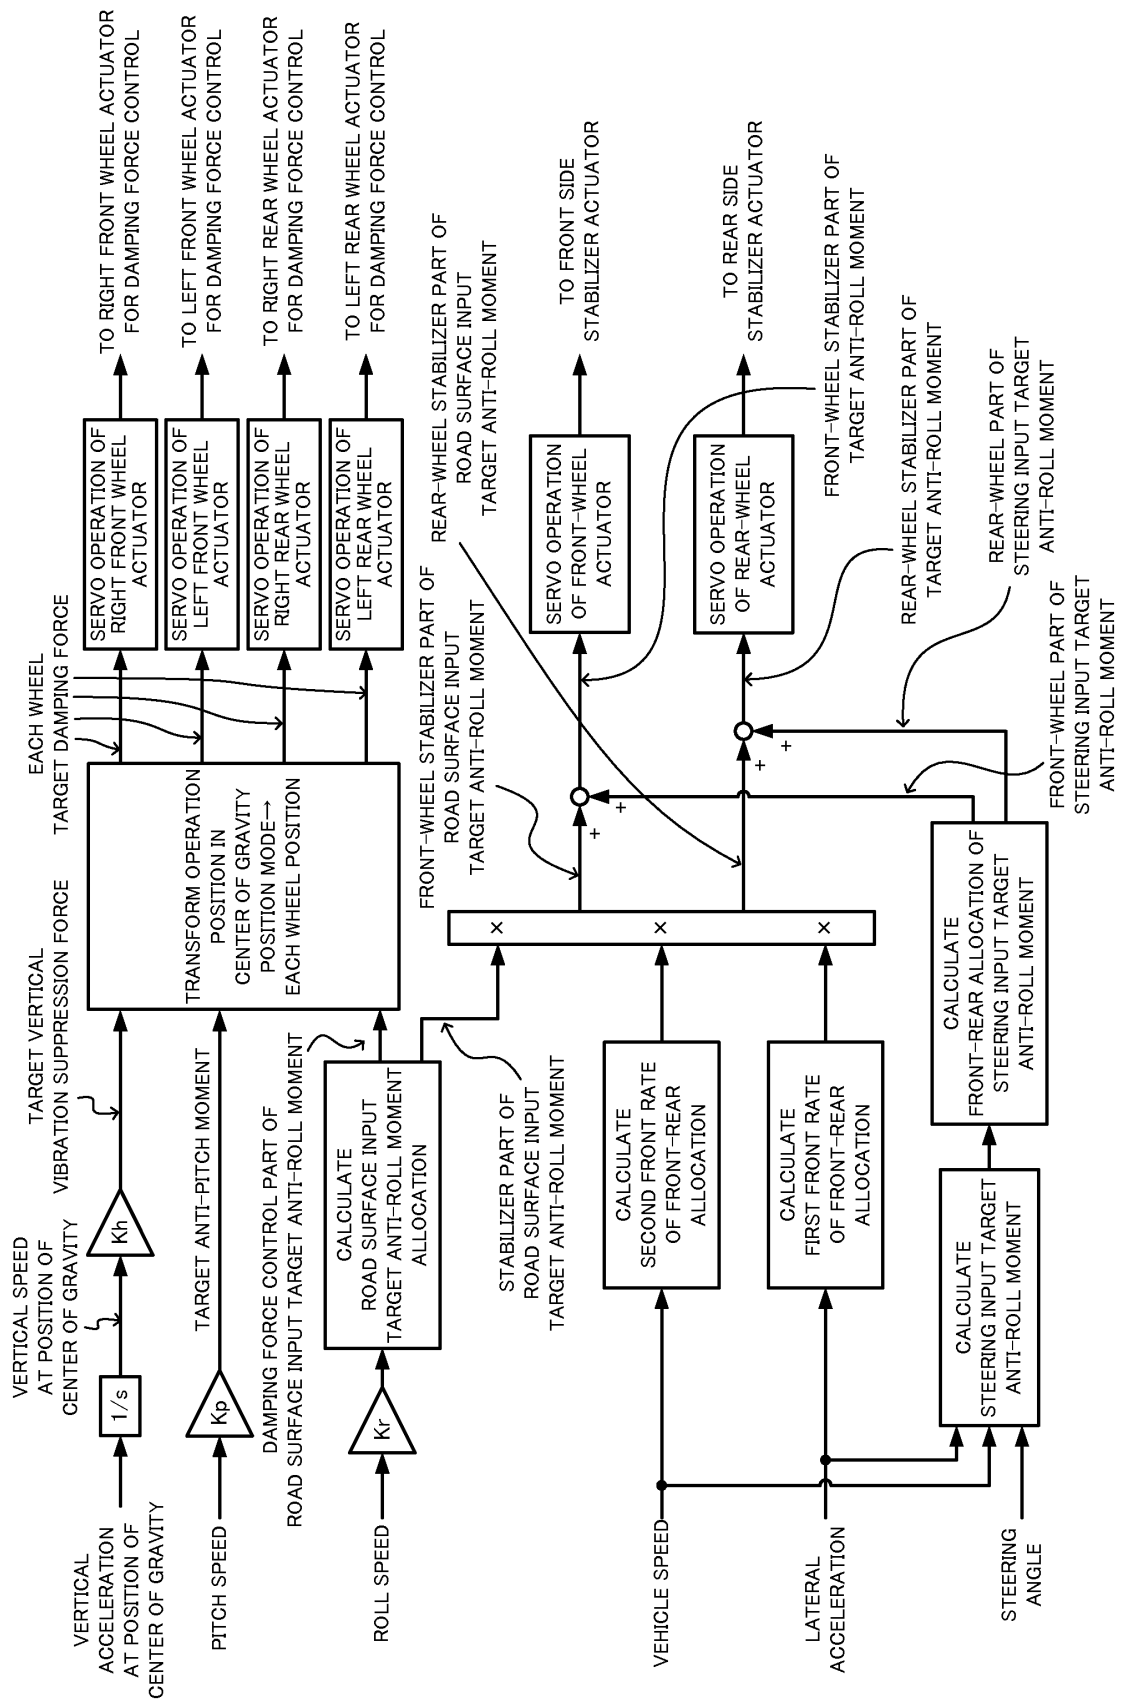 VERTICAL
ACCELERATION
AT POSITION OF
CENTER OF GRAVITY
1/s
VERTICAL SPEED
AT POSITION OF
CENTER OF GRAVITY
Kh
TARGET VERTICAL
VIBRATION SUPPRESSION FORCE
PITCH SPEED
Kp
TARGET ANTI-PITCH MOMENT
ROLL SPEED
Kr
CALCULATE
ROAD SURFACE INPUT
TARGET ANTI-ROLL MOMENT
ALLOCATION
DAMPING FORCE CONTROL PART OF
ROAD SURFACE INPUT TARGET ANTI-ROLL MOMENT
STABILIZER PART OF
ROAD SURFACE INPUT
TARGET ANTI-ROLL MOMENT
TRANSFORM OPERATION
POSITION IN
CENTER OF GRAVITY
POSITION MODE→
EACH WHEEL POSITION
EACH WHEEL
TARGET DAMPING FORCE
SERVO OPERATION OF
RIGHT FRONT WHEEL
ACTUATOR
TO RIGHT FRONT WHEEL ACTUATOR
FOR DAMPING FORCE CONTROL
SERVO OPERATION OF
LEFT FRONT WHEEL
ACTUATOR
TO LEFT FRONT WHEEL ACTUATOR
FOR DAMPING FORCE CONTROL
SERVO OPERATION OF
RIGHT REAR WHEEL
ACTUATOR
TO RIGHT REAR WHEEL ACTUATOR
FOR DAMPING FORCE CONTROL
SERVO OPERATION OF
LEFT REAR WHEEL
ACTUATOR
TO LEFT REAR WHEEL ACTUATOR
FOR DAMPING FORCE CONTROL
VEHICLE SPEED
CALCULATE
SECOND FRONT RATE
OF FRONT-REAR
ALLOCATION
LATERAL
ACCELERATION
CALCULATE
FIRST FRONT RATE
OF FRONT-REAR
ALLOCATION
×
×
×
FRONT-WHEEL STABILIZER PART OF
ROAD SURFACE INPUT
TARGET ANTI-ROLL MOMENT
REAR-WHEEL STABILIZER PART OF
ROAD SURFACE INPUT
TARGET ANTI-ROLL MOMENT
+
+
+
+
SERVO OPERATION
OF FRONT-WHEEL
ACTUATOR
TO FRONT SIDE
STABILIZER ACTUATOR
SERVO OPERATION
OF REAR-WHEEL
ACTUATOR
TO REAR SIDE
STABILIZER ACTUATOR
FRONT-WHEEL STABILIZER PART OF
TARGET ANTI-ROLL MOMENT
REAR-WHEEL STABILIZER PART OF
TARGET ANTI-ROLL MOMENT
STEERING
ANGLE
CALCULATE
STEERING INPUT TARGET
ANTI-ROLL MOMENT
CALCULATE
FRONT-REAR ALLOCATION OF
STEERING INPUT TARGET
ANTI-ROLL MOMENT
FRONT-WHEEL PART OF
STEERING INPUT TARGET
ANTI-ROLL MOMENT
REAR-WHEEL PART OF
STEERING INPUT TARGET
ANTI-ROLL MOMENT